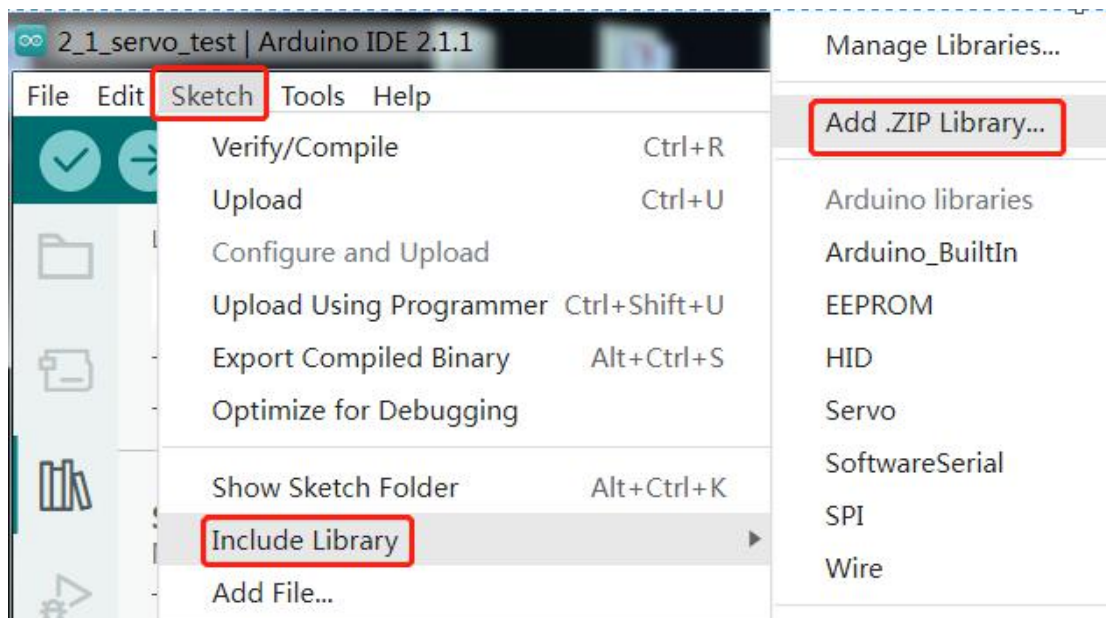 2_1_servo_test | Arduino IDE 2.1.1
File Edit Sketch Tools Help
Verify/Compile Ctrl+R
Upload Ctrl+U
Configure and Upload
Upload Using Programmer Ctrl+Shift+U
Export Compiled Binary Alt+Ctrl+S
Optimize for Debugging
Show Sketch Folder Alt+Ctrl+K
Include Library
Add File...
Manage Libraries...
Add .ZIP Library...
Arduino libraries
Arduino_BuiltIn
EEPROM
HID
Servo
SoftwareSerial
SPI
Wire